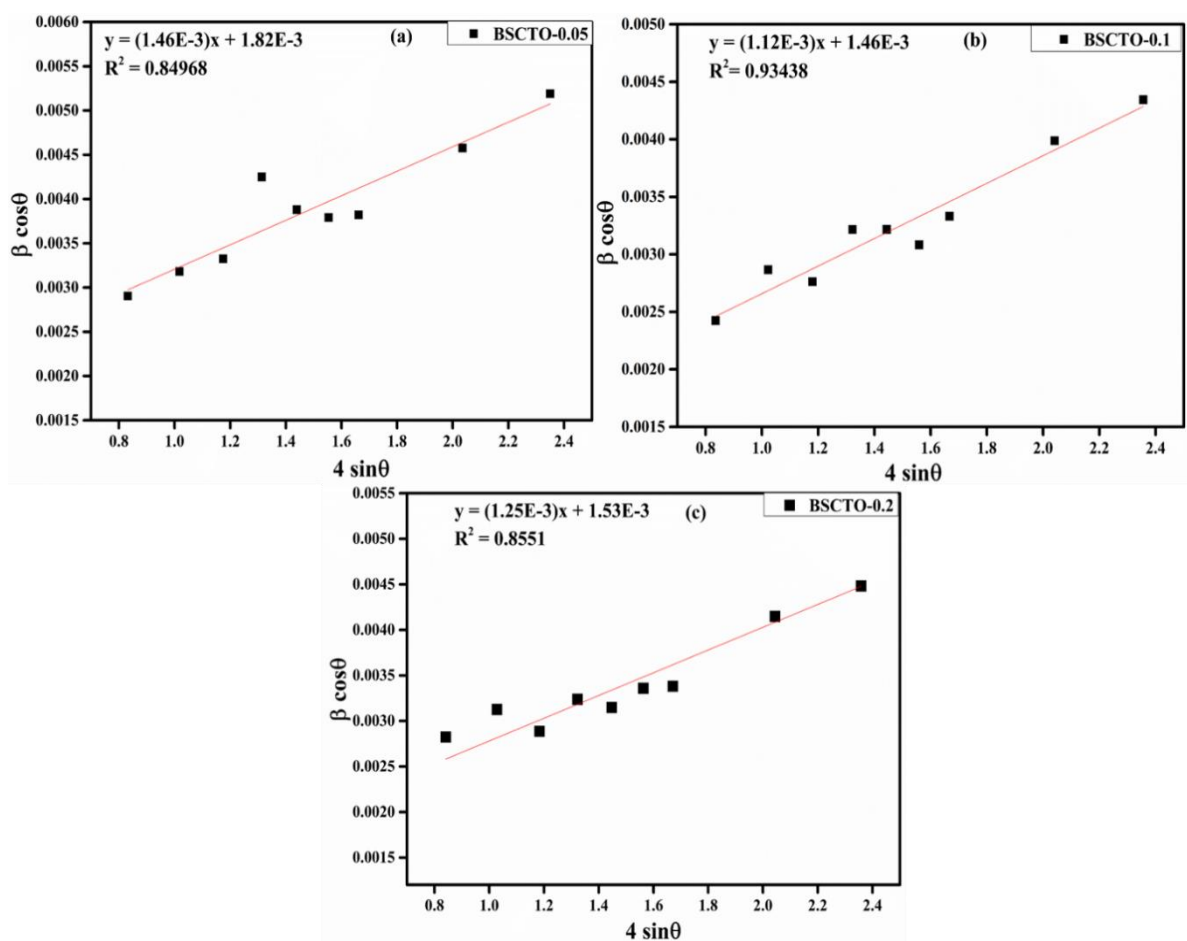 y = (1.46E-3)x + 1.82E-3
R² = 0.84968
(a)
BSCTO-0.05
0.0060
0.0055
0.0050
0.0045
0.0040
0.0035
0.0030
0.0025
0.0020
0.0015
β cosθ
0.8 1.0 1.2 1.4 1.6 1.8 2.0 2.2 2.4
4 sinθ
y = (1.12E-3)x + 1.46E-3
R²= 0.93438
(b)
BSCTO-0.1
0.0050
0.0045
0.0040
0.0035
0.0030
0.0025
0.0020
0.0015
β cosθ
0.8 1.0 1.2 1.4 1.6 1.8 2.0 2.2 2.4
4 sinθ
y = (1.25E-3)x + 1.53E-3
R² = 0.8551
(c)
BSCTO-0.2
0.0055
0.0050
0.0045
0.0040
0.0035
0.0030
0.0025
0.0020
0.0015
β cosθ
0.8 1.0 1.2 1.4 1.6 1.8 2.0 2.2 2.4
4 sinθ